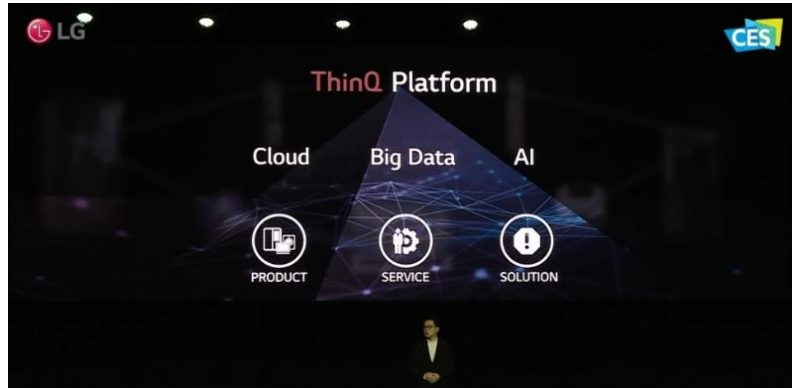 LG
CES
ThinQ Platform
Cloud Big Data AI
PRODUCT SERVICE SOLUTION